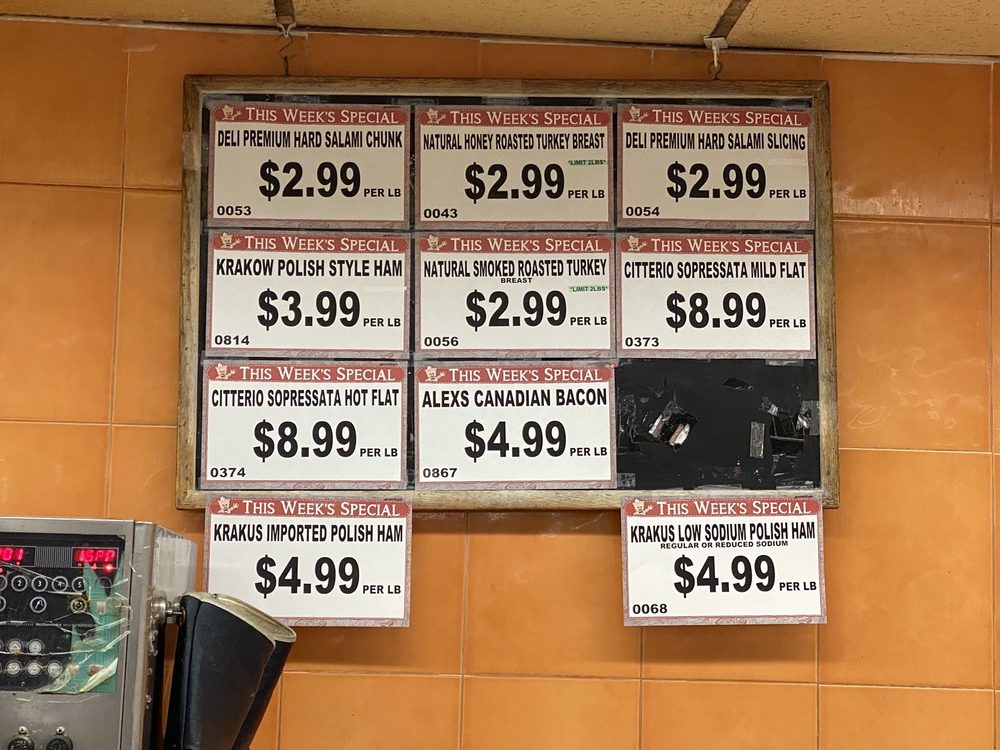 THIS WEEK'S SPECIAL
DELI PREMIUM HARD SALAMI CHUNK
$2.99 PER LB
0053
THIS WEEK'S SPECIAL
NATURAL HONEY ROASTED TURKEY BREAST
*LIMIT 2LBS*
$2.99 PER LB
0043
THIS WEEK'S SPECIAL
DELI PREMIUM HARD SALAMI SLICING
$2.99 PER LB
0054
THIS WEEK'S SPECIAL
KRAKOW POLISH STYLE HAM
$3.99 PER LB
0814
THIS WEEK'S SPECIAL
NATURAL SMOKED ROASTED TURKEY
BREAST
*LIMIT 2LBS*
$2.99 PER LB
0056
THIS WEEK'S SPECIAL
CITTERIO SOPRESSATA MILD FLAT
$8.99 PER LB
0373
THIS WEEK'S SPECIAL
CITTERIO SOPRESSATA HOT FLAT
$8.99 PER LB
0374
THIS WEEK'S SPECIAL
ALEXS CANADIAN BACON
$4.99 PER LB
0867
THIS WEEK'S SPECIAL
KRAKUS IMPORTED POLISH HAM
$4.99 PER LB
THIS WEEK'S SPECIAL
KRAKUS LOW SODIUM POLISH HAM
REGULAR OR REDUCED SODIUM
$4.99 PER LB
0068